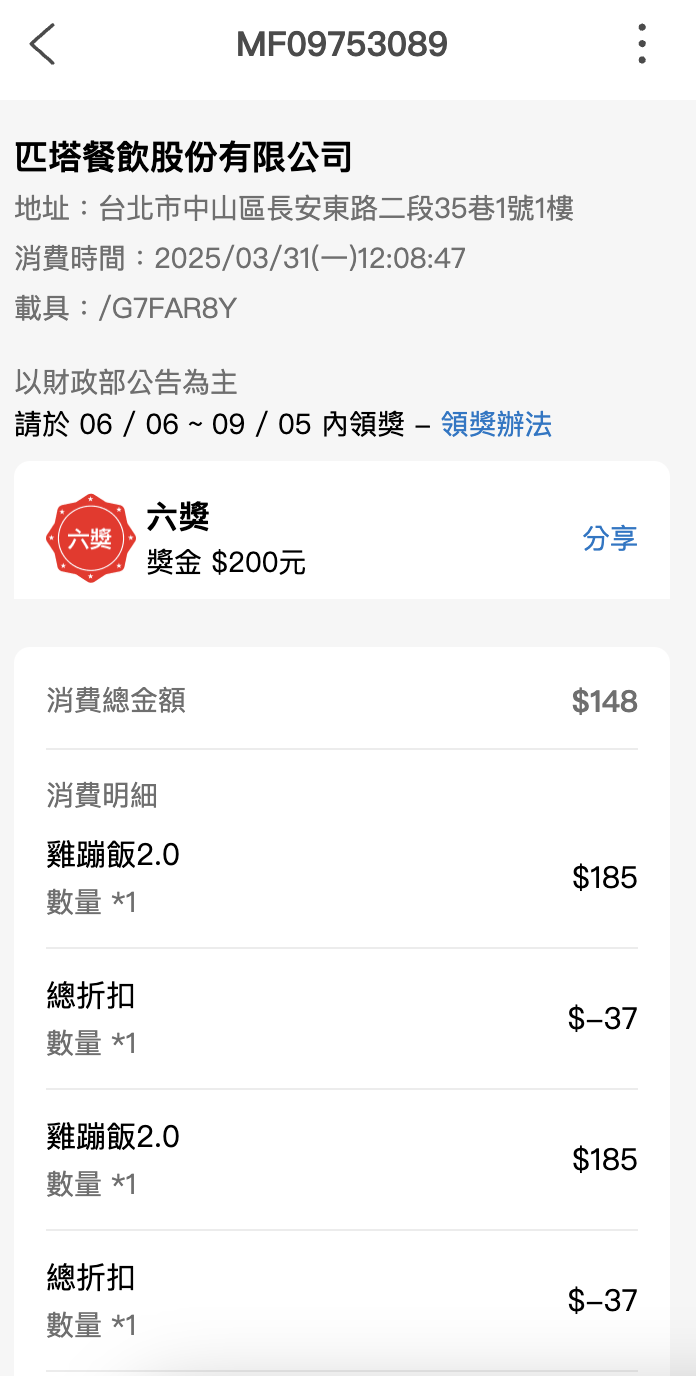 MF09753089
匹塔餐飲股份有限公司
地址：台北市中山區長安東路二段35巷1號1樓
消費時間：2025/03/31(一)12:08:47
載具：/G7FAR8Y
以財政部公告為主
請於 06 / 06 ~ 09 / 05 內領獎 – 領獎辦法
六獎
六獎
獎金 $200元
分享
消費總金額 $148
消費明細
雞蹦飯2.0
數量 *1
$185
總折扣
數量 *1
$–37
雞蹦飯2.0
數量 *1
$185
總折扣
數量 *1
$–37